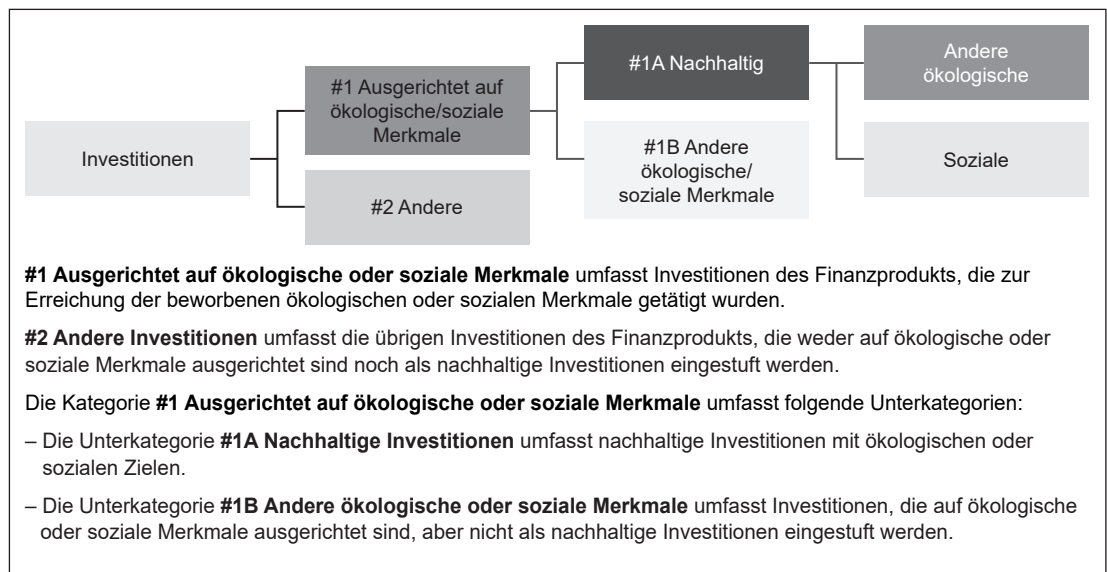 Investitionen
#1 Ausgerichtet auf
ökologische/soziale
Merkmale
#2 Andere
#1A Nachhaltig
#1B Andere
ökologische/
soziale Merkmale
Andere
ökologische
Soziale
#1 Ausgerichtet auf ökologische oder soziale Merkmale umfasst Investitionen des Finanzprodukts, die zur
Erreichung der beworbenen ökologischen oder sozialen Merkmale getätigt wurden.
#2 Andere Investitionen umfasst die übrigen Investitionen des Finanzprodukts, die weder auf ökologische oder
soziale Merkmale ausgerichtet sind noch als nachhaltige Investitionen eingestuft werden.
Die Kategorie #1 Ausgerichtet auf ökologische oder soziale Merkmale umfasst folgende Unterkategorien:
– Die Unterkategorie #1A Nachhaltige Investitionen umfasst nachhaltige Investitionen mit ökologischen oder
sozialen Zielen.
– Die Unterkategorie #1B Andere ökologische oder soziale Merkmale umfasst Investitionen, die auf ökologische
oder soziale Merkmale ausgerichtet sind, aber nicht als nachhaltige Investitionen eingestuft werden.